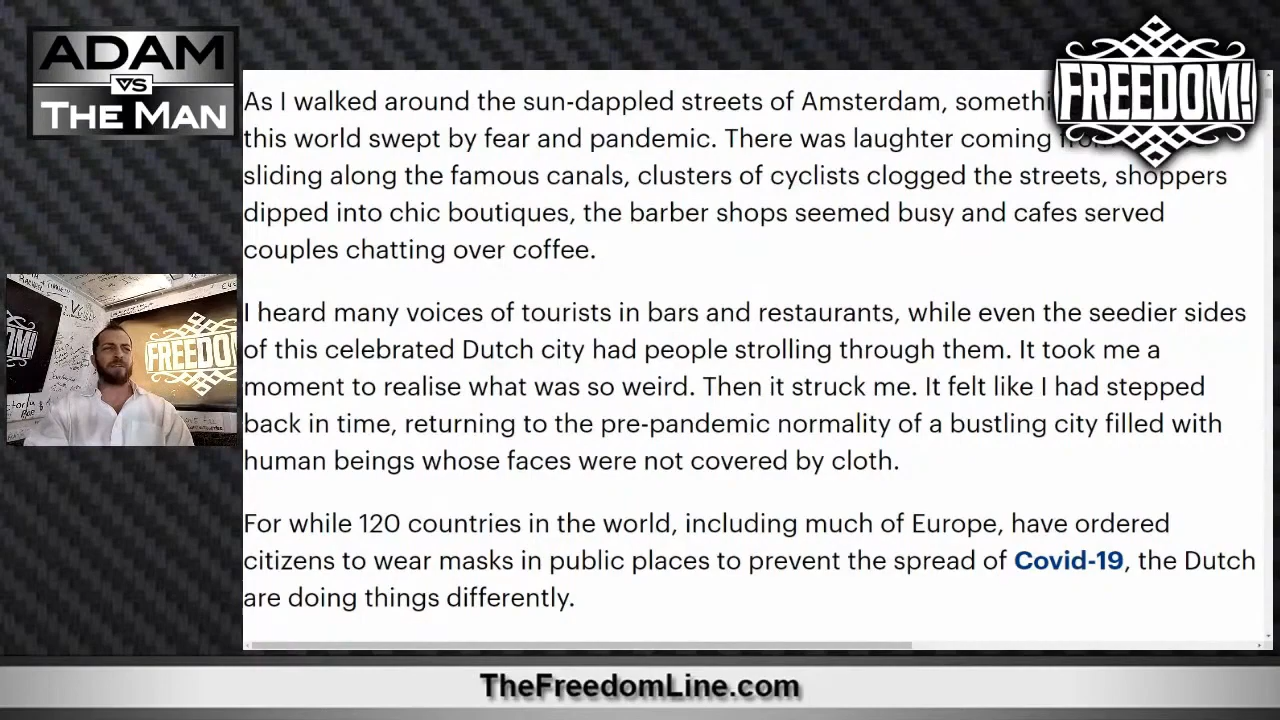 ADAM
VS
THE MAN
FREEDOM!
As I walked around the sun-dappled streets of Amsterdam,
this world swept by fear and pandemic. There was laughter coming
sliding along the famous canals, clusters of cyclists clogged the streets, shoppers
dipped into chic boutiques, the barber shops seemed busy and cafes served
couples chatting over coffee.
I heard many voices of tourists in bars and restaurants, while even the seedier sides
of this celebrated Dutch city had people strolling through them. It took me a
moment to realise what was so weird. Then it struck me. It felt like I had stepped
back in time, returning to the pre-pandemic normality of a bustling city filled with
human beings whose faces were not covered by cloth.
For while 120 countries in the world, including much of Europe, have ordered
citizens to wear masks in public places to prevent the spread of Covid-19, the Dutch
are doing things differently.
TheFreedomLine.com